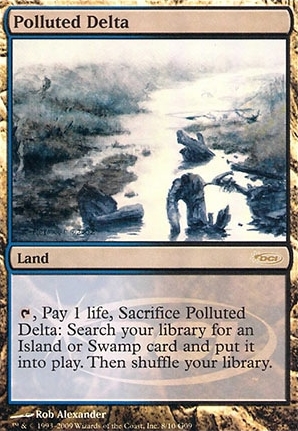 Polluted Delta
Land
DCI
, Pay 1 life, Sacrifice Polluted
Delta: Search your library for an
Island or Swamp card and put it
into play. Then shuffle your library.
Rob Alexander
™ & © 1993-2009 Wizards of the Coast, Inc. 8/10 G09